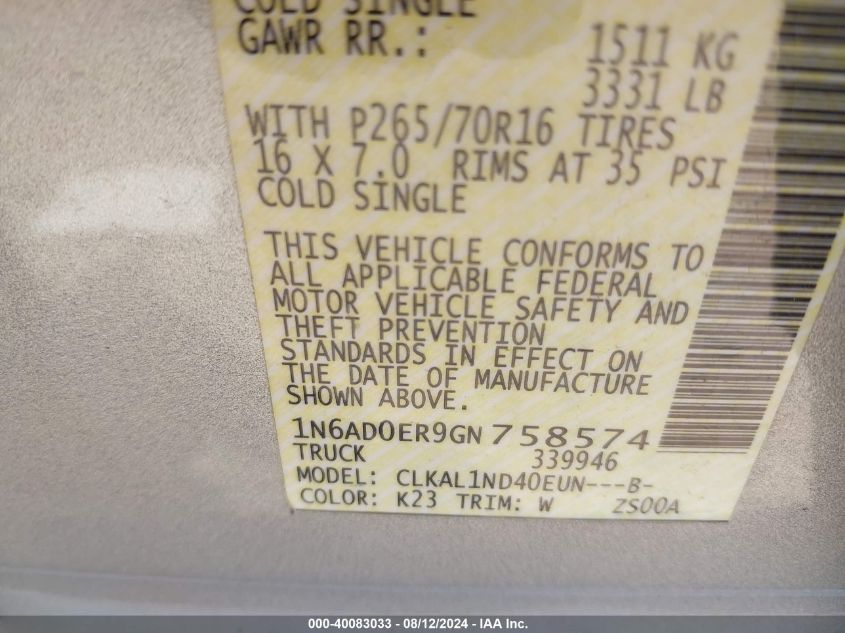 COLD SINGLE
GAWR RR.: 1511 KG
3331 LB
WITH P265/70R16 TIRES
16 X 7.0 RIMS AT 35 PSI
COLD SINGLE
THIS VEHICLE CONFORMS TO
ALL APPLICABLE FEDERAL
MOTOR VEHICLE SAFETY AND
THEFT PREVENTION
STANDARDS IN EFFECT ON
THE DATE OF MANUFACTURE
SHOWN ABOVE.
1N6AD0ER9GN758574
TRUCK 339946
MODEL: CLKAL1ND40EUN---B-
COLOR: K23 TRIM: W ZS00A
000-40083033 - 08/12/2024 - Copyright © IAA, Inc.